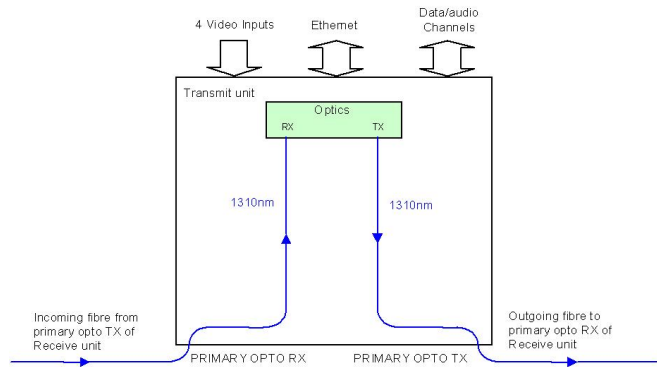 4 Video Inputs
Ethernet
Data/audio
Channels
Transmit unit
Optics
RX
TX
1310nm
1310nm
Incoming fibre from
primary opto TX of
Receive unit
Outgoing fibre to
primary opto RX of
Receive unit
PRIMARY OPTO RX
PRIMARY OPTO TX